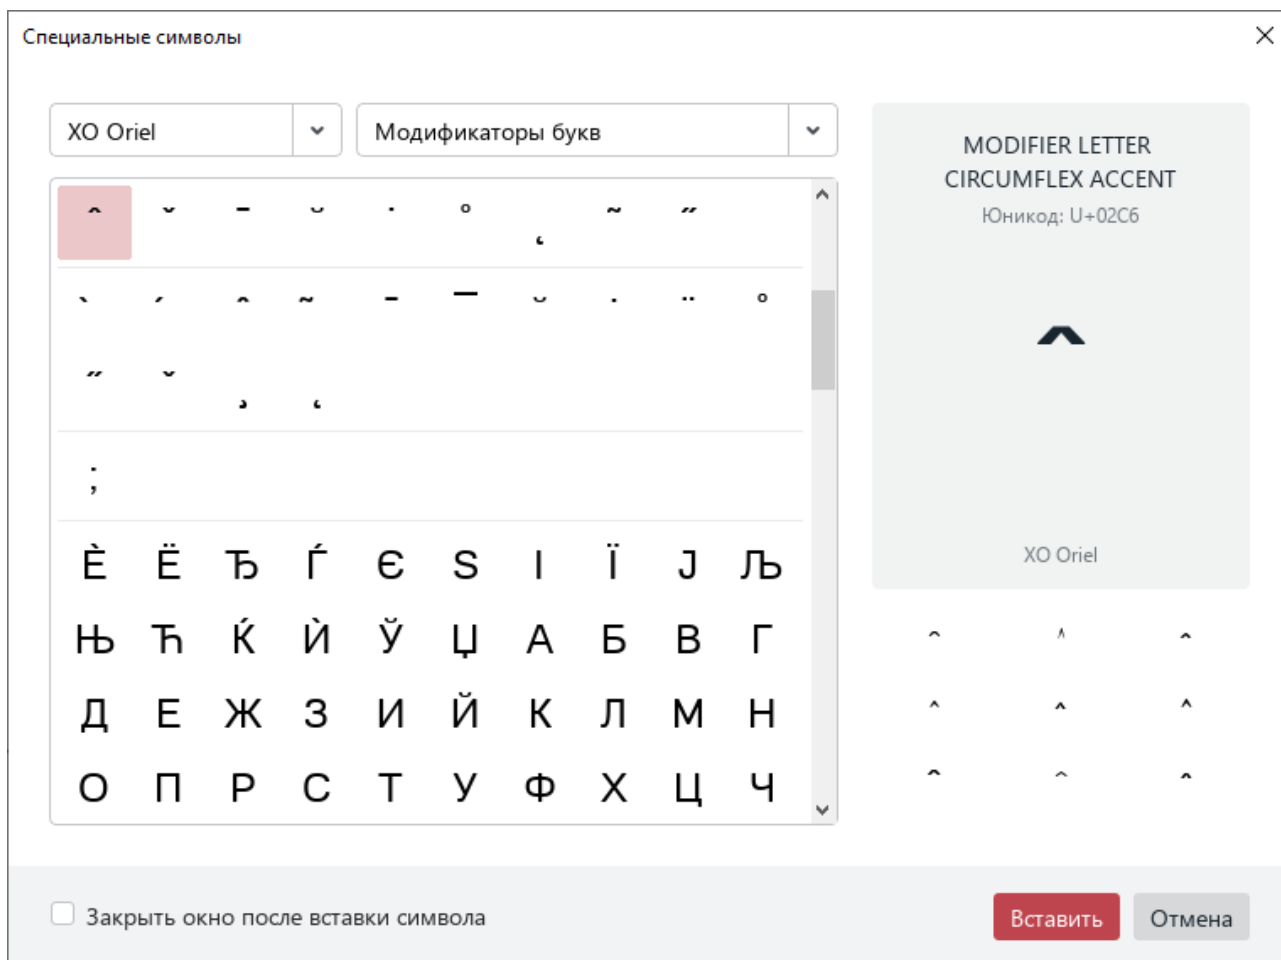 Специальные символы
XO Oriel
Модификаторы букв
MODIFIER LETTER
CIRCUMFLEX ACCENT
Юникод: U+02C6
ˆ
XO Oriel
ˆ ˇ ˉ ˘ ˙ ˚ ˛ ˜ ˝
̀ ́ ̂ ̃ ̄ ̅ ̆ ̇ ̈ ̊
̋ ̌ ̧ ̨
;
Ѐ Ё Ђ Ѓ Є Ѕ І Ї Ј Љ
Њ Ћ Ќ Ѝ Ў Џ А Б В Г
Д Е Ж З И Й К Л М Н
О П Р С Т У Ф Х Ц Ч
ˆ ˆ ˆ
ˆ ˆ ˆ
ˆ ˆ ˆ
Закрыть окно после вставки символа
Вставить
Отмена